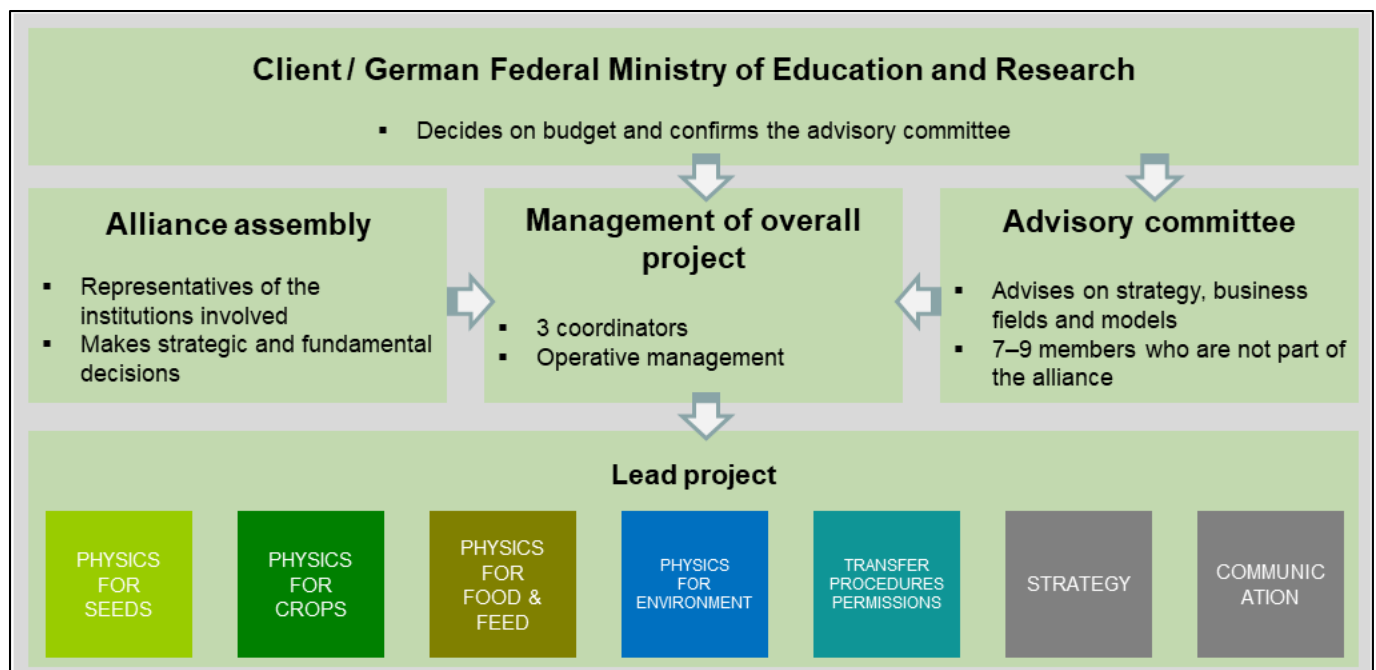 Client / German Federal Ministry of Education and Research
▪ Decides on budget and confirms the advisory committee
Alliance assembly
▪ Representatives of the
institutions involved
▪ Makes strategic and fundamental
decisions
Management of overall
project
▪ 3 coordinators
▪ Operative management
Advisory committee
▪ Advises on strategy, business
fields and models
▪ 7–9 members who are not part of
the alliance
Lead project
PHYSICS
FOR
SEEDS
PHYSICS
FOR
CROPS
PHYSICS
FOR
FOOD &
FEED
PHYSICS
FOR
ENVIRONMENT
TRANSFER
PROCEDURES
PERMISSIONS
STRATEGY
COMMUNIC
ATION